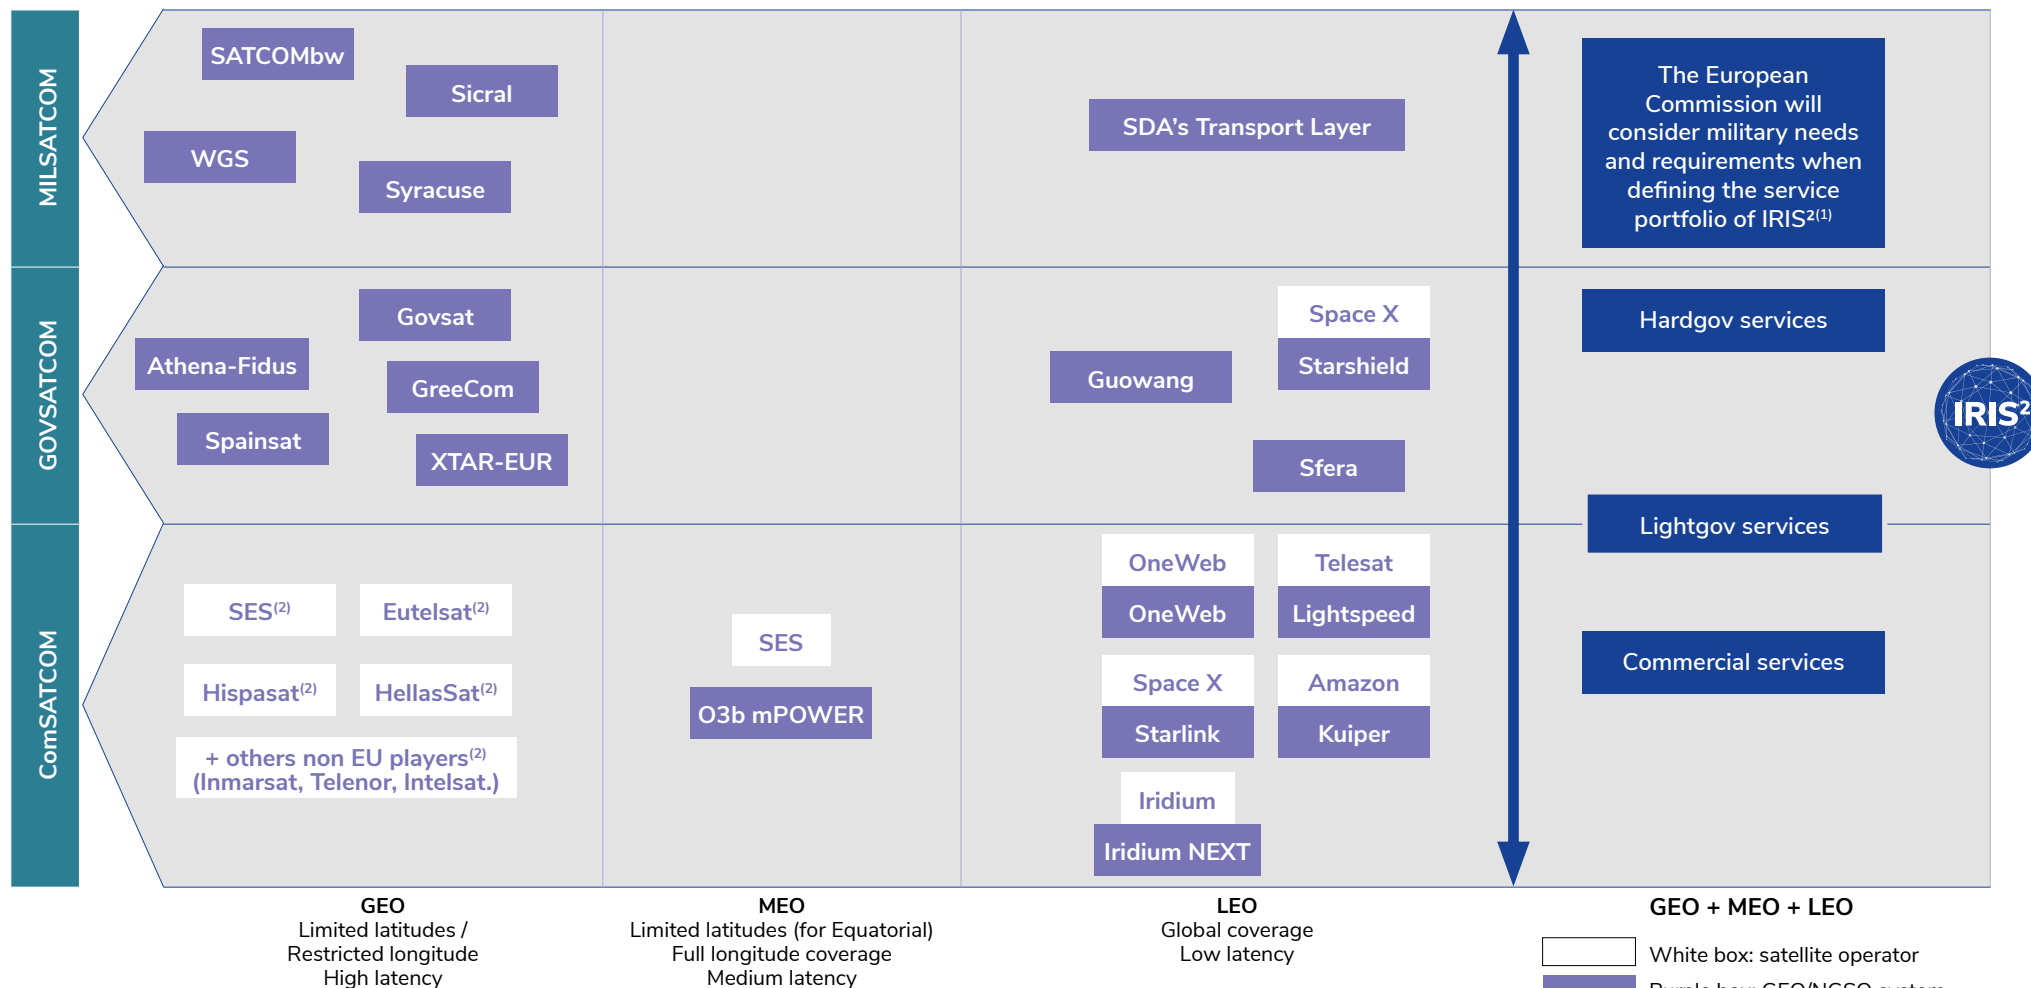 MILSATCOM
SATCOMbw
Sicral
WGS
Syracuse
SDA's Transport Layer
The European
Commission will
consider military needs
and requirements when
defining the service
portfolio of IRIS²⁽¹⁾
GOVSATCOM
Govsat
Athena-Fidus
GreeCom
Spainsat
XTAR-EUR
Space X
Starshield
Guowang
Sfera
Hardgov services
IRIS²
Lightgov services
ComSATCOM
SES⁽²⁾
Eutelsat⁽²⁾
Hispasat⁽²⁾
HellasSat⁽²⁾
+ others non EU players⁽²⁾
(Inmarsat, Telenor, Intelsat.)
SES
O3b mPOWER
OneWeb
OneWeb
Telesat
Lightspeed
Space X
Starlink
Amazon
Kuiper
Iridium
Iridium NEXT
Commercial services
GEO
Limited latitudes /
Restricted longitude
High latency
MEO
Limited latitudes (for Equatorial)
Full longitude coverage
Medium latency
LEO
Global coverage
Low latency
GEO + MEO + LEO
White box: satellite operator
Purple box: GEO/NGSO system